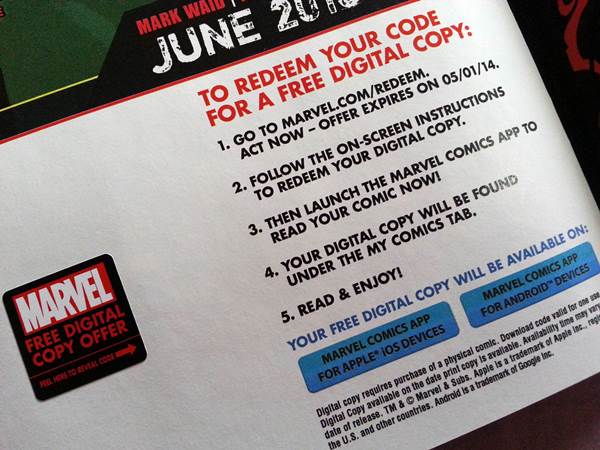 MARK WAID |
JUNE 2013
TO REDEEM YOUR CODE
FOR A FREE DIGITAL COPY:
1. GO TO MARVEL.COM/REDEEM.
ACT NOW – OFFER EXPIRES ON 05/01/14.
2. FOLLOW THE ON-SCREEN INSTRUCTIONS
TO REDEEM YOUR DIGITAL COPY.
3. THEN LAUNCH THE MARVEL COMICS APP TO
READ YOUR COMIC NOW!
4. YOUR DIGITAL COPY WILL BE FOUND
UNDER THE MY COMICS TAB.
5. READ & ENJOY!
YOUR FREE DIGITAL COPY WILL BE AVAILABLE ON:
MARVEL COMICS APP
FOR APPLE® iOS DEVICES
MARVEL COMICS APP
FOR ANDROID™ DEVICES
MARVEL
FREE DIGITAL
COPY OFFER
PEEL HERE TO REVEAL CODE
Digital copy requires purchase of a physical comic. Download code valid for one use.
Digital Copy available on the date print copy is available. Availability time may vary
date of release. TM & © Marvel & Subs. Apple is a trademark of Apple Inc.,
the U.S. and other countries. Android is a trademark of Google Inc.